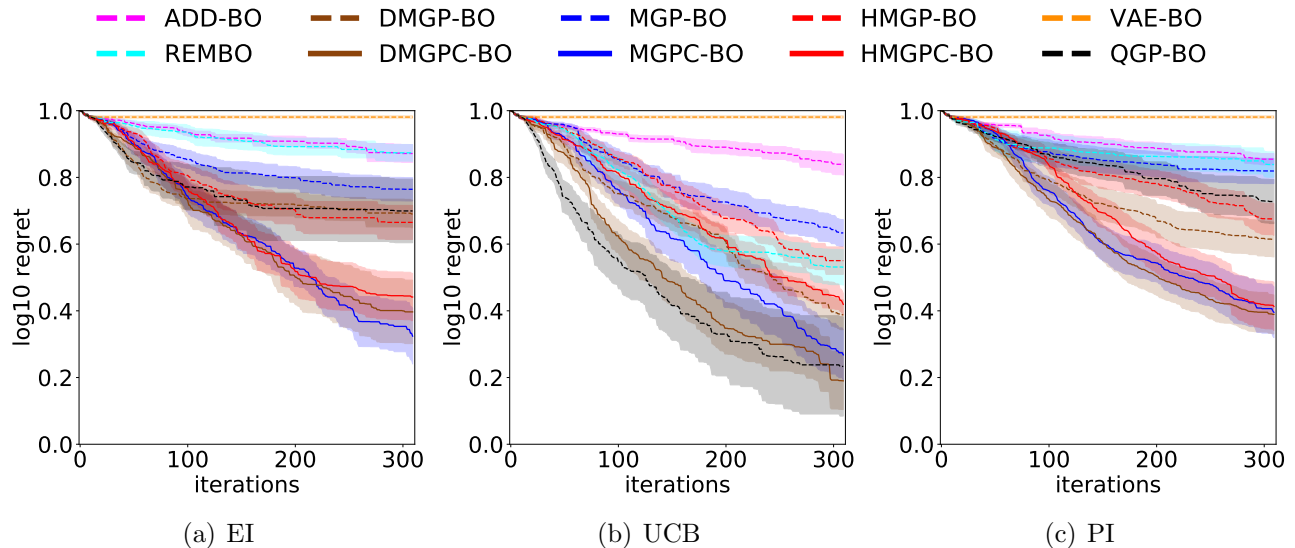 ADD-BO DMGP-BO MGP-BO HMGP-BO VAE-BO
REMBO DMGPC-BO MGPC-BO HMGPC-BO QGP-BO
1.0
0.8
0.6
0.4
0.2
0.0
log10 regret
0 100 200 300
iterations
(a) EI
1.0
0.8
0.6
0.4
0.2
0.0
log10 regret
0 100 200 300
iterations
(b) UCB
1.0
0.8
0.6
0.4
0.2
0.0
log10 regret
0 100 200 300
iterations
(c) PI